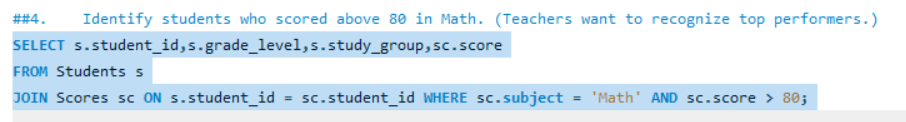 ##4.    Identify students who scored above 80 in Math. (Teachers want to recognize top performers.)
SELECT s.student_id,s.grade_level,s.study_group,sc.score
FROM Students s
JOIN Scores sc ON s.student_id = sc.student_id WHERE sc.subject = 'Math' AND sc.score > 80;